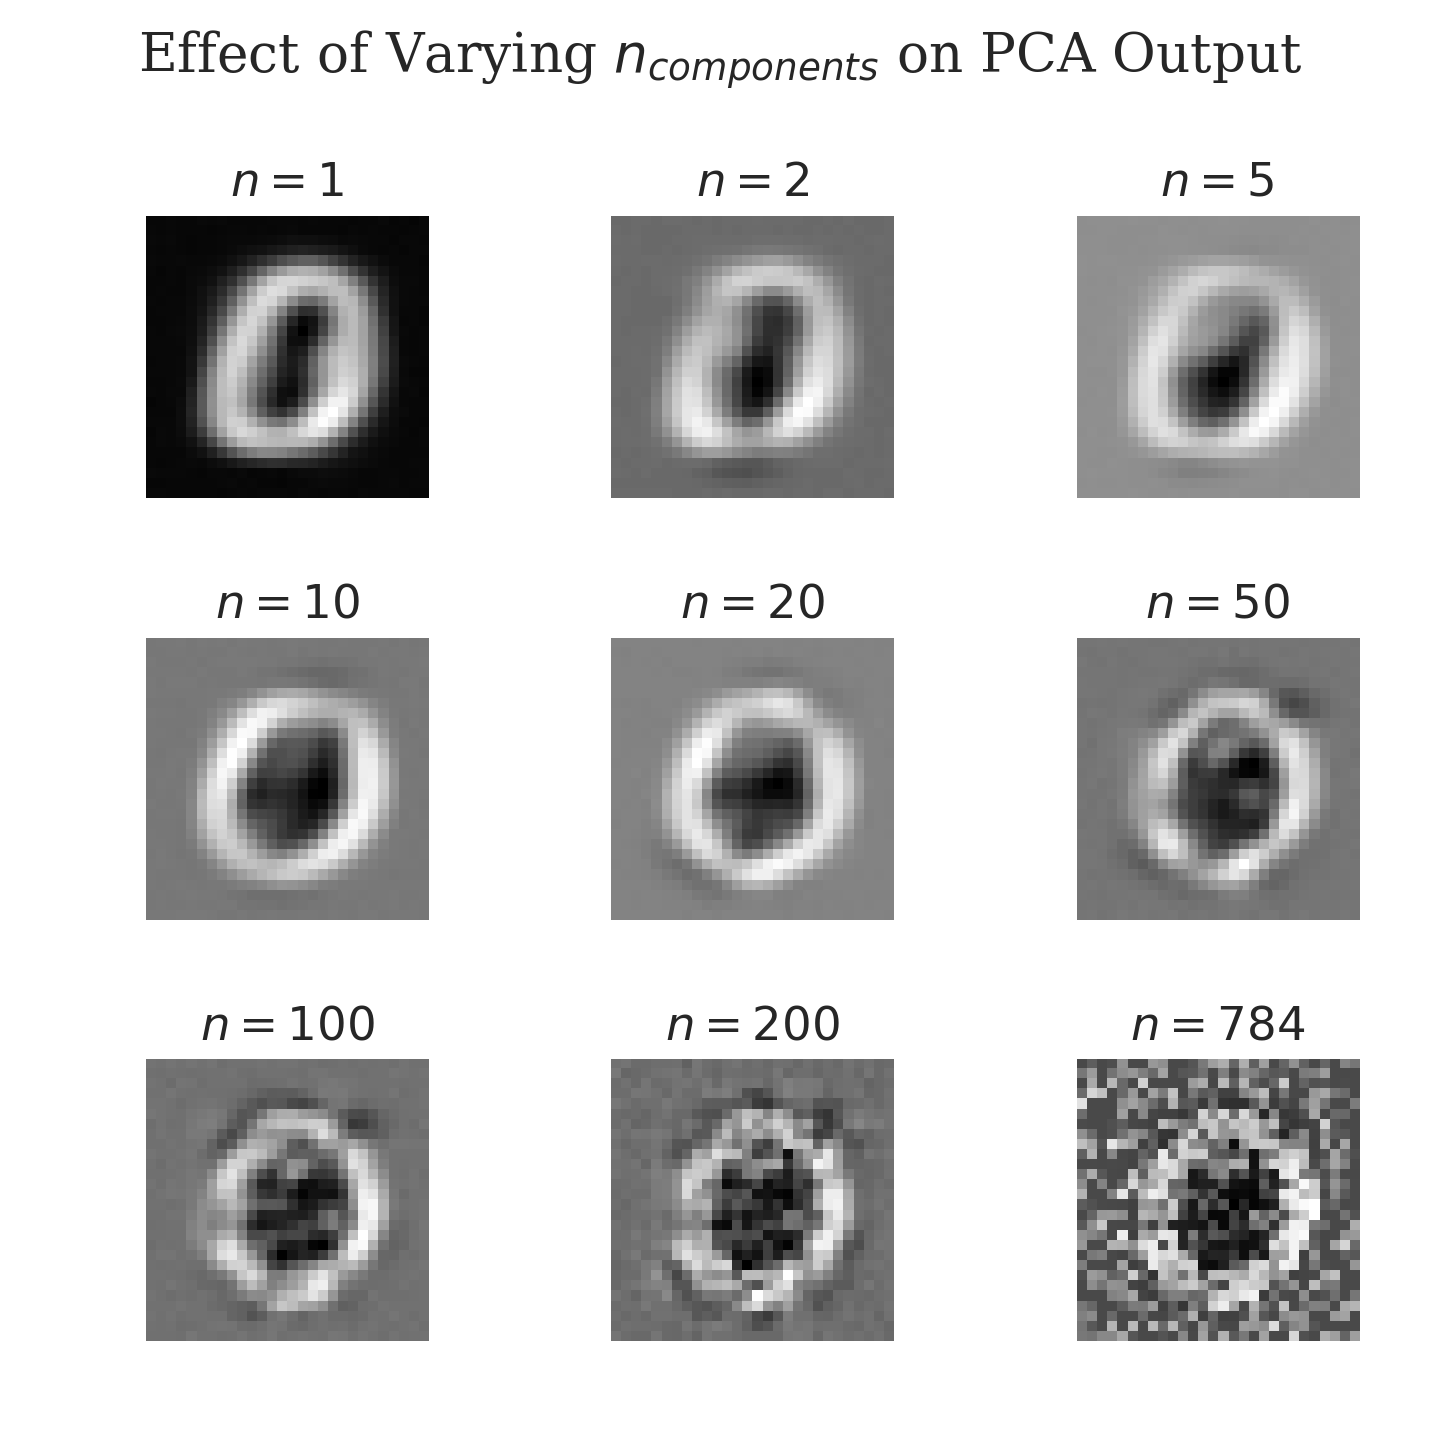 Effect of Varying n_components on PCA Output
n = 1
n = 2
n = 5
n = 10
n = 20
n = 50
n = 100
n = 200
n = 784